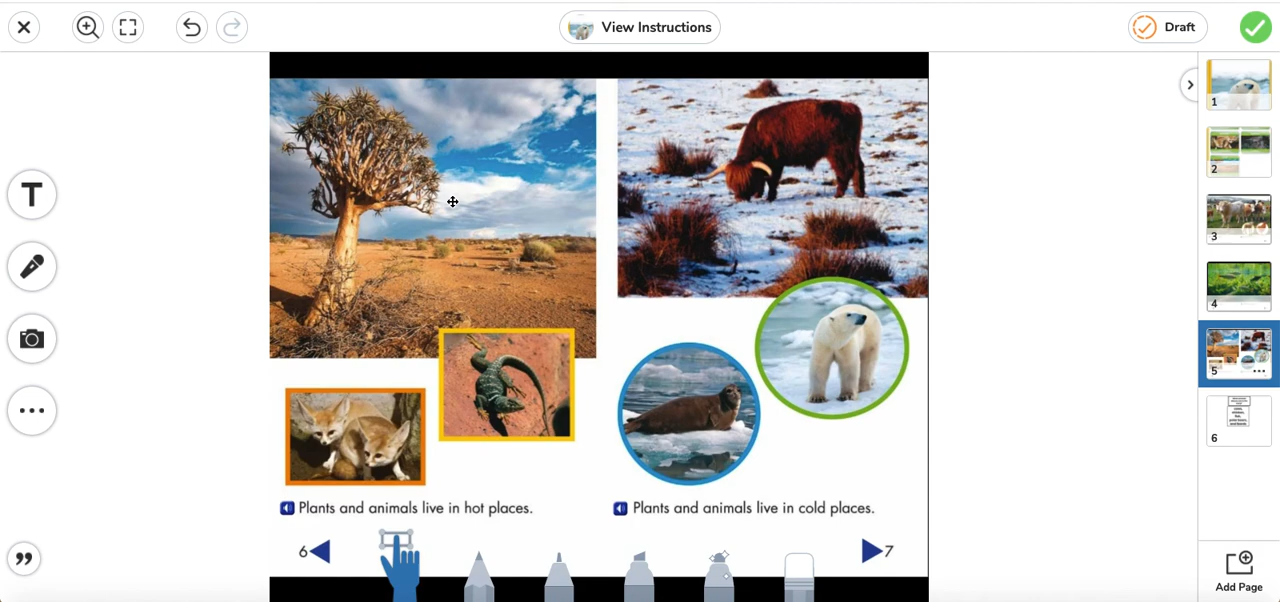 View Instructions
Draft
T
1
2
3
4
5
6
Plants and animals live in hot places.
Plants and animals live in cold places.
6
7
Add Page